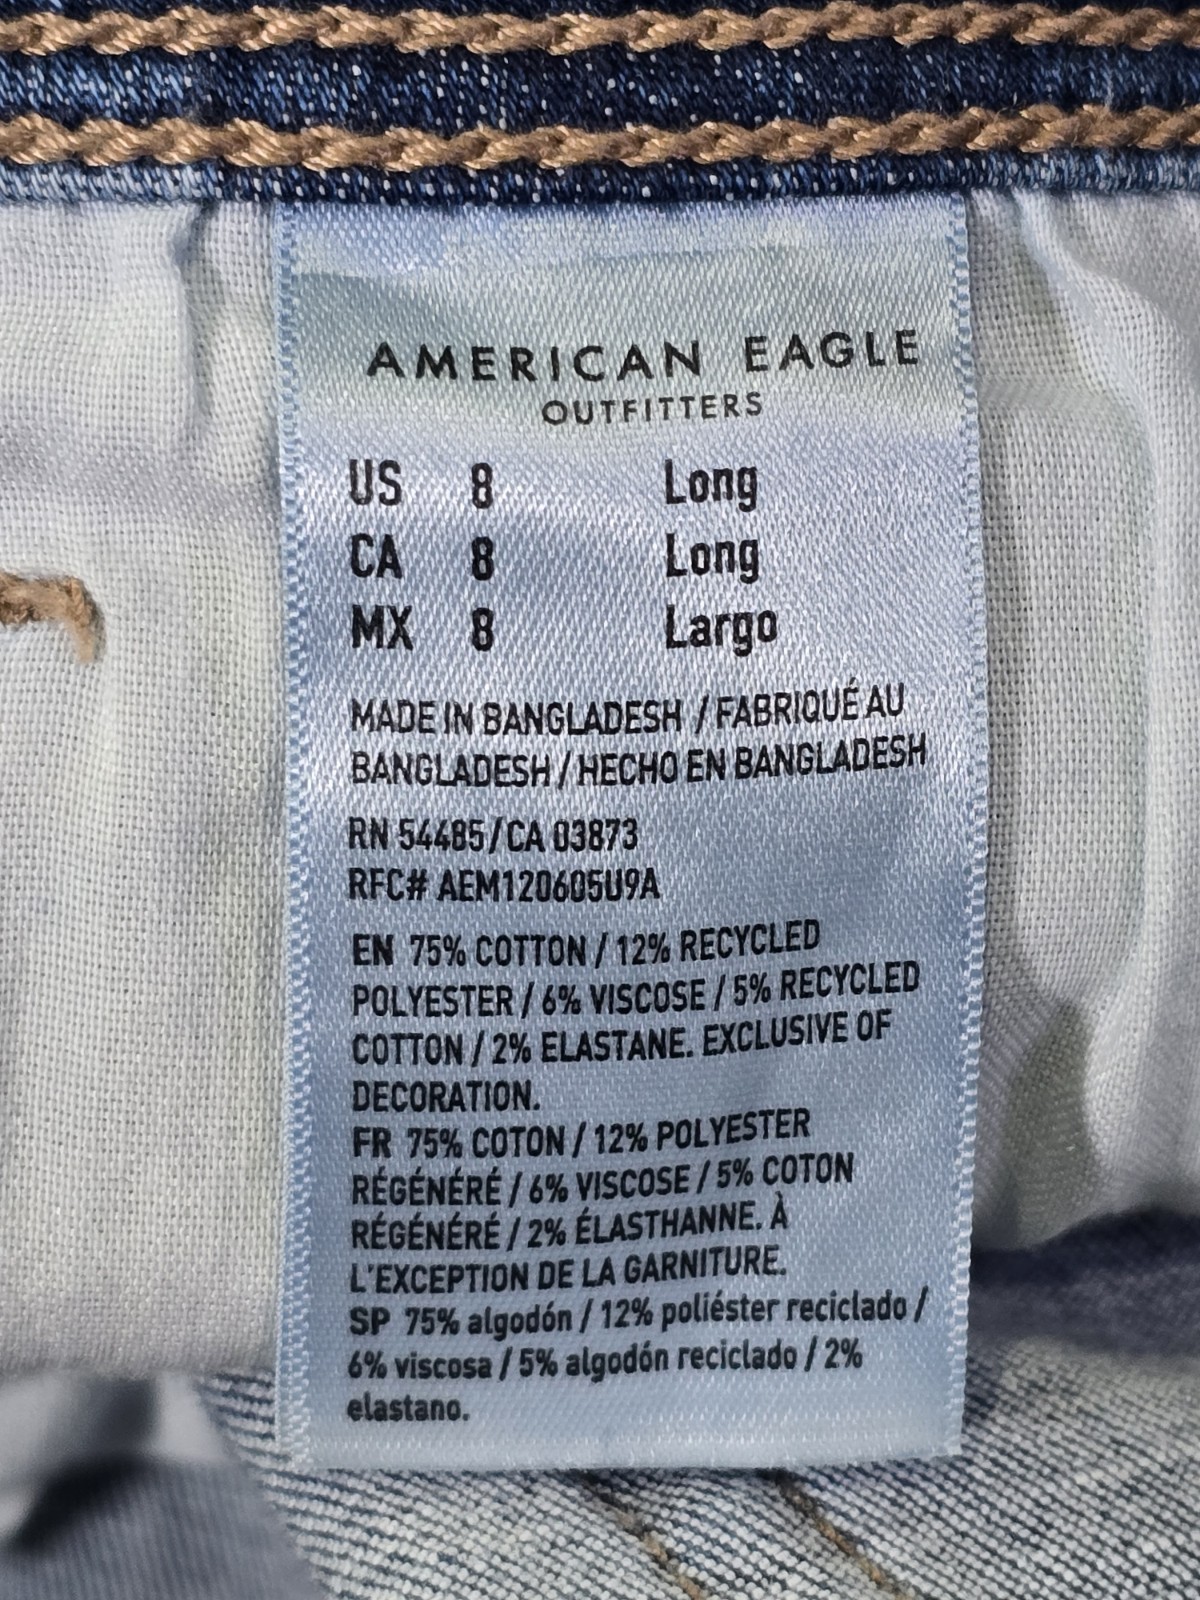 AMERICAN EAGLE
OUTFITTERS
US 8 Long
CA 8 Long
MX 8 Largo
MADE IN BANGLADESH / FABRIQUÉ AU
BANGLADESH / HECHO EN BANGLADESH
RN 54485/CA 03873
RFC# AEM120605U9A
EN 75% COTTON / 12% RECYCLED
POLYESTER / 6% VISCOSE / 5% RECYCLED
COTTON / 2% ELASTANE. EXCLUSIVE OF
DECORATION.
FR 75% COTON / 12% POLYESTER
RÉGÉNÉRÉ / 6% VISCOSE / 5% COTON
RÉGÉNÉRÉ / 2% ÉLASTHANNE. À
L'EXCEPTION DE LA GARNITURE.
SP 75% algodón / 12% poliéster reciclado /
6% viscosa / 5% algodón reciclado / 2%
elastano.